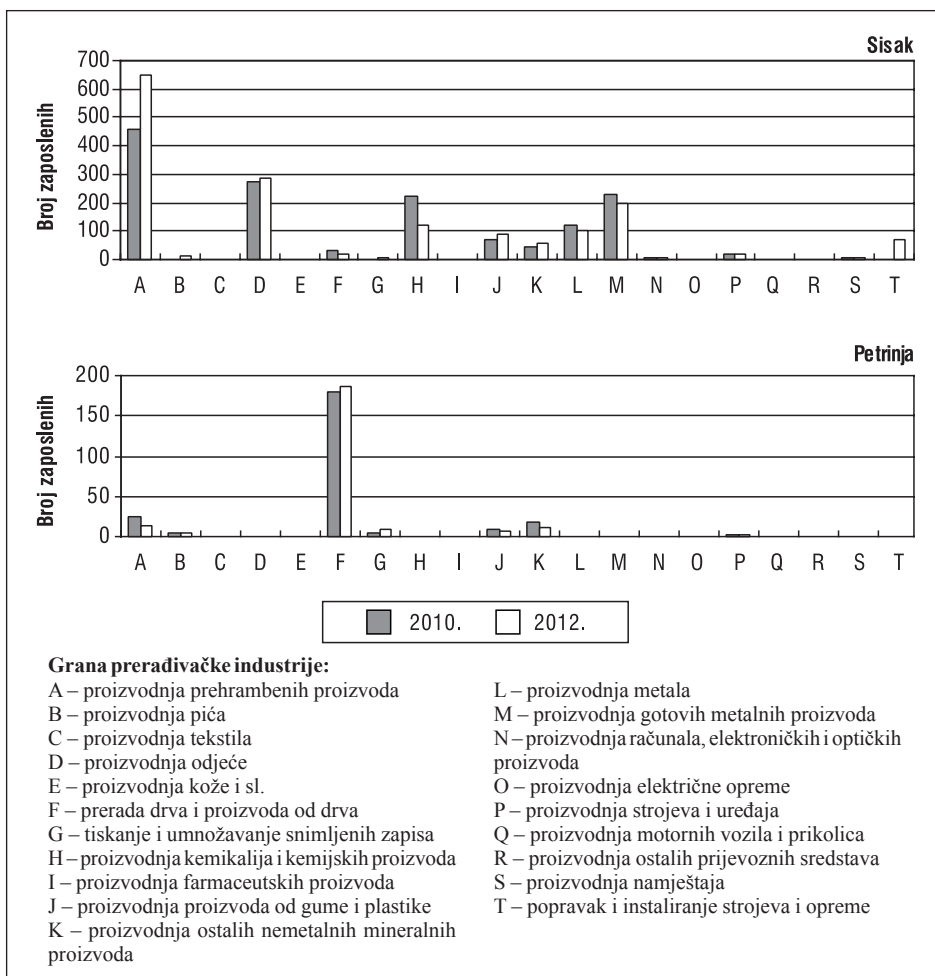 Sisak
Broj zaposlenih
700
600
500
400
300
200
100
0
A B C D E F G H I J K L M N O P Q R S T
Petrinja
Broj zaposlenih
200
150
100
50
0
A B C D E F G H I J K L M N O P Q R S T
2010. 2012.
Grana prerađivačke industrije:
A – proizvodnja prehrambenih proizvoda
B – proizvodnja pića
C – proizvodnja tekstila
D – proizvodnja odjeće
E – proizvodnja kože i sl.
F – prerada drva i proizvoda od drva
G – tiskanje i umnožavanje snimljenih zapisa
H – proizvodnja kemikalija i kemijskih proizvoda
I – proizvodnja farmaceutskih proizvoda
J – proizvodnja proizvoda od gume i plastike
K – proizvodnja ostalih nemetalnih mineralnih
proizvoda
L – proizvodnja metala
M – proizvodnja gotovih metalnih proizvoda
N – proizvodnja računala, elektroničkih i optičkih
proizvoda
O – proizvodnja električne opreme
P – proizvodnja strojeva i uređaja
Q – proizvodnja motornih vozila i prikolica
R – proizvodnja ostalih prijevoznih sredstava
S – proizvodnja namještaja
T – popravak i instaliranje strojeva i opreme